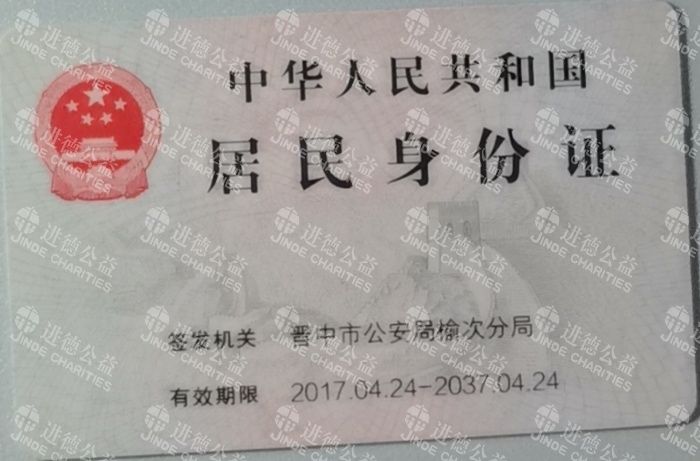 中华人民共和国
居民身份证
签发机关 晋中市公安局榆次分局
有效期限 2017.04.24-2037.04.24
进德公益
JINDE CHARITIES